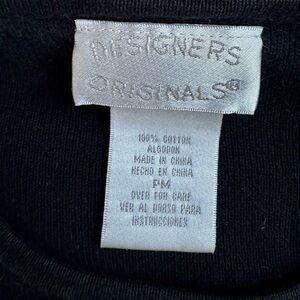 DESIGNERS
ORIGINALS®
100% COTTON
ALGODON
MADE IN CHINA
HECHO EN CHINA
PM
OVER FOR CARE
VER AL DORSO PARA
INSTRUCCIONES